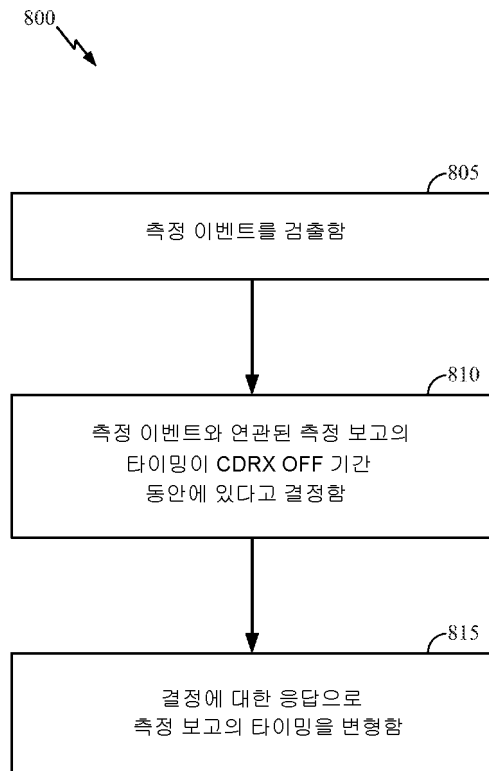 800
805
측정 이벤트를 검출함
810
측정 이벤트와 연관된 측정 보고의
타이밍이 CDRX OFF 기간
동안에 있다고 결정함
815
결정에 대한 응답으로
측정 보고의 타이밍을 변형함